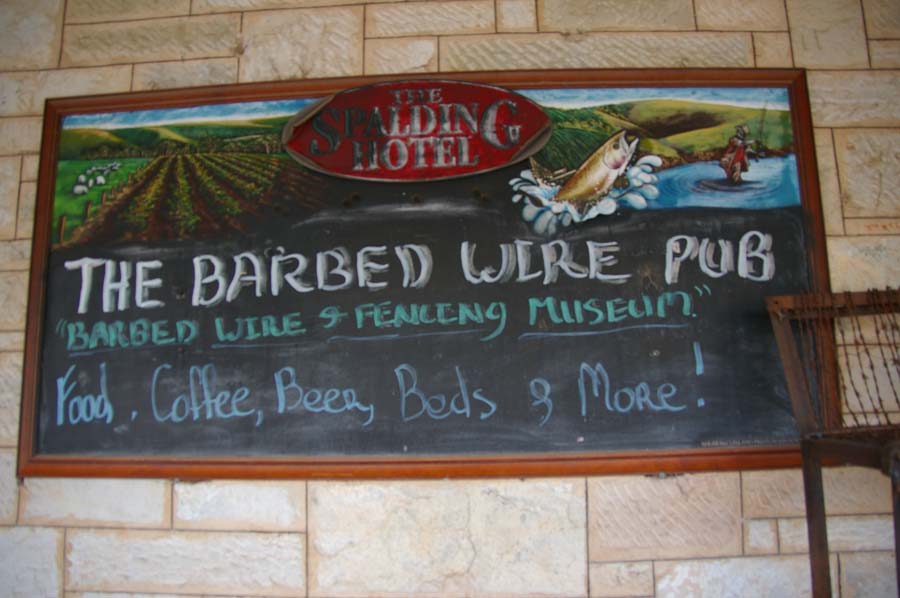 THE
SPALDING
HOTEL
THE BARBED WIRE PUB
"BARBED WIRE & FENCING MUSEUM."
Food, Coffee, Beer, Beds & More!